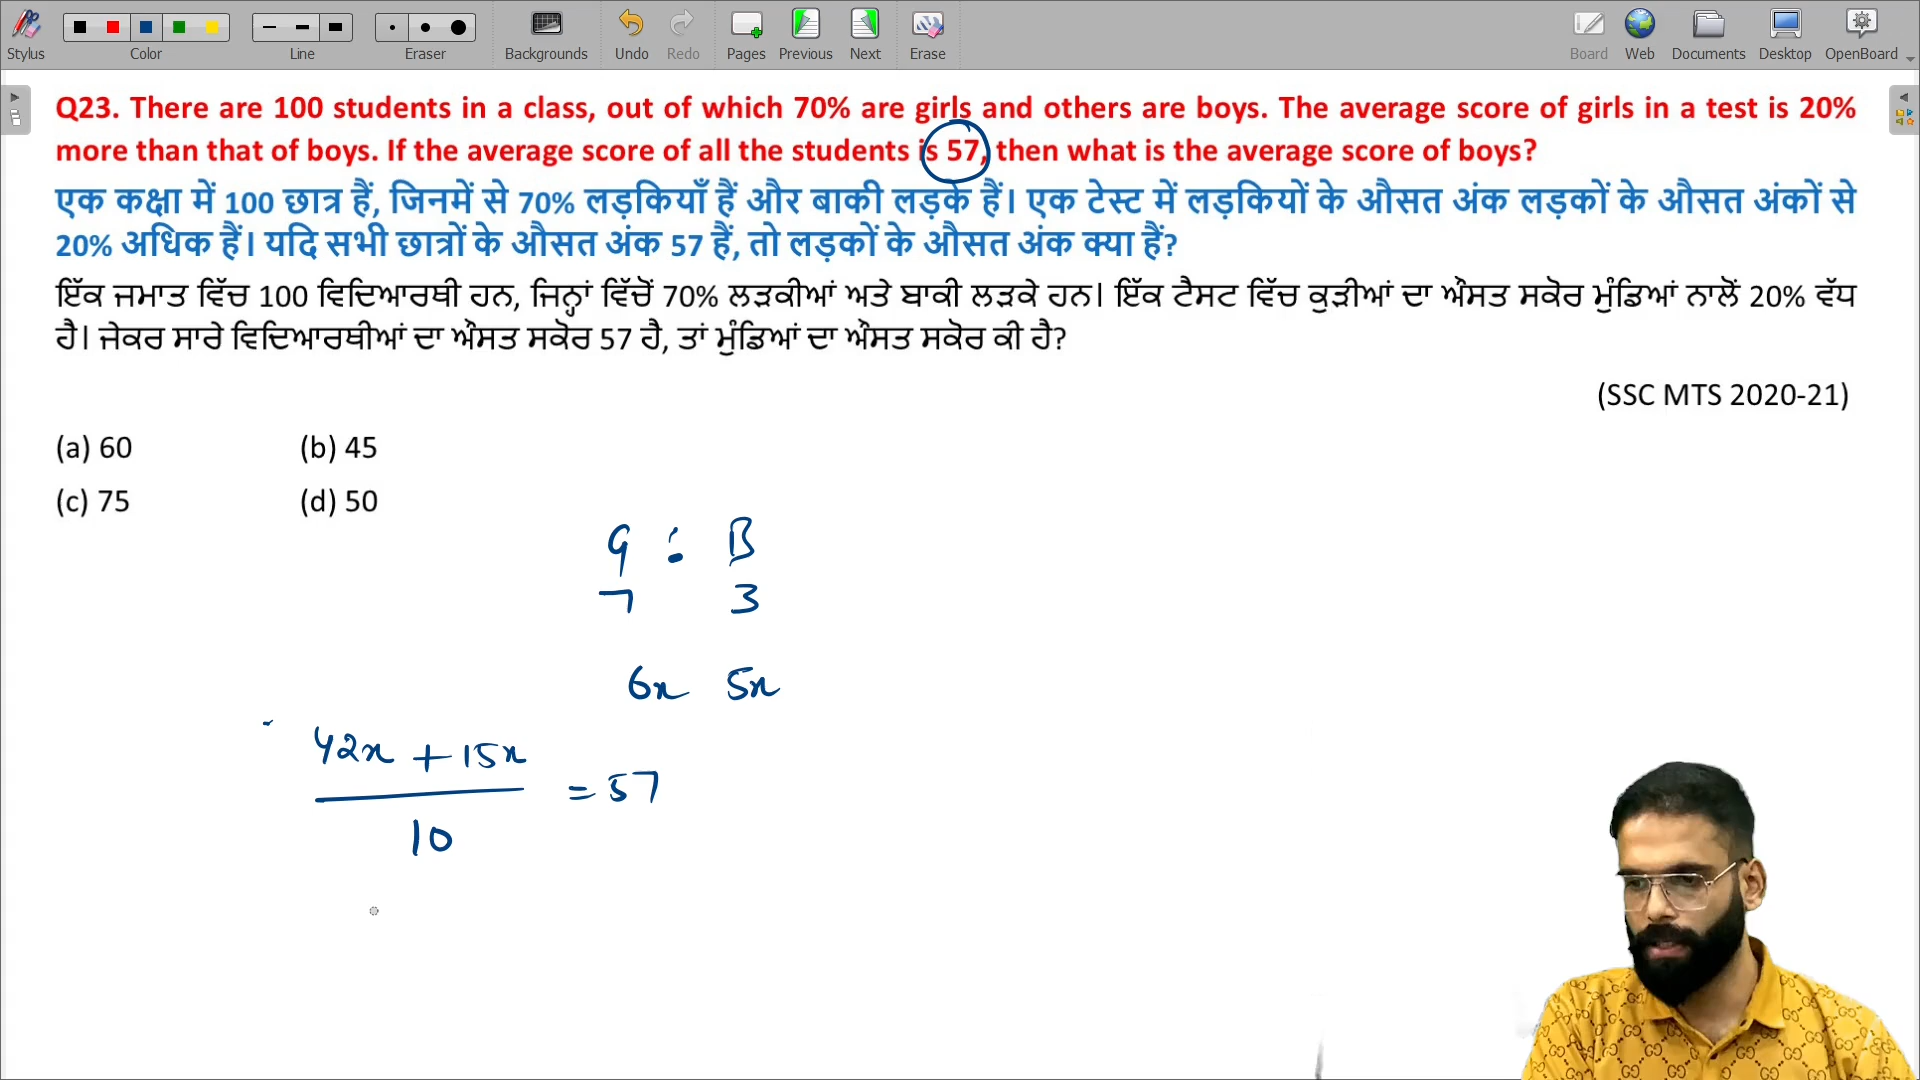 Stylus Color Line Eraser Backgrounds Undo Redo Pages Previous Next Erase Board Web Documents Desktop OpenBoard
Q23. There are 100 students in a class, out of which 70% are girls and others are boys. The average score of girls in a test is 20%
more than that of boys. If the average score of all the students is 57, then what is the average score of boys?
एक कक्षा में 100 छात्र हैं, जिनमें से 70% लड़कियाँ हैं और बाकी लड़के हैं। एक टेस्ट में लड़कियों के औसत अंक लड़कों के औसत अंकों से
20% अधिक हैं। यदि सभी छात्रों के औसत अंक 57 हैं, तो लड़कों के औसत अंक क्या हैं?
ਇੱਕ ਜਮਾਤ ਵਿੱਚ 100 ਵਿਦਿਆਰਥੀ ਹਨ, ਜਿਨ੍ਹਾਂ ਵਿੱਚੋਂ 70% ਲੜਕੀਆਂ ਅਤੇ ਬਾਕੀ ਲੜਕੇ ਹਨ। ਇੱਕ ਟੈਸਟ ਵਿੱਚ ਕੁੜੀਆਂ ਦਾ ਔਸਤ ਸਕੋਰ ਮੁੰਡਿਆਂ ਨਾਲੋਂ 20% ਵੱਧ
ਹੈ। ਜੇਕਰ ਸਾਰੇ ਵਿਦਿਆਰਥੀਆਂ ਦਾ ਔਸਤ ਸਕੋਰ 57 ਹੈ, ਤਾਂ ਮੁੰਡਿਆਂ ਦਾ ਔਸਤ ਸਕੋਰ ਕੀ ਹੈ?
(SSC MTS 2020-21)
(a) 60 (b) 45
(c) 75 (d) 50
G : B
7 3
6x 5x
42x + 15x
= 57
10